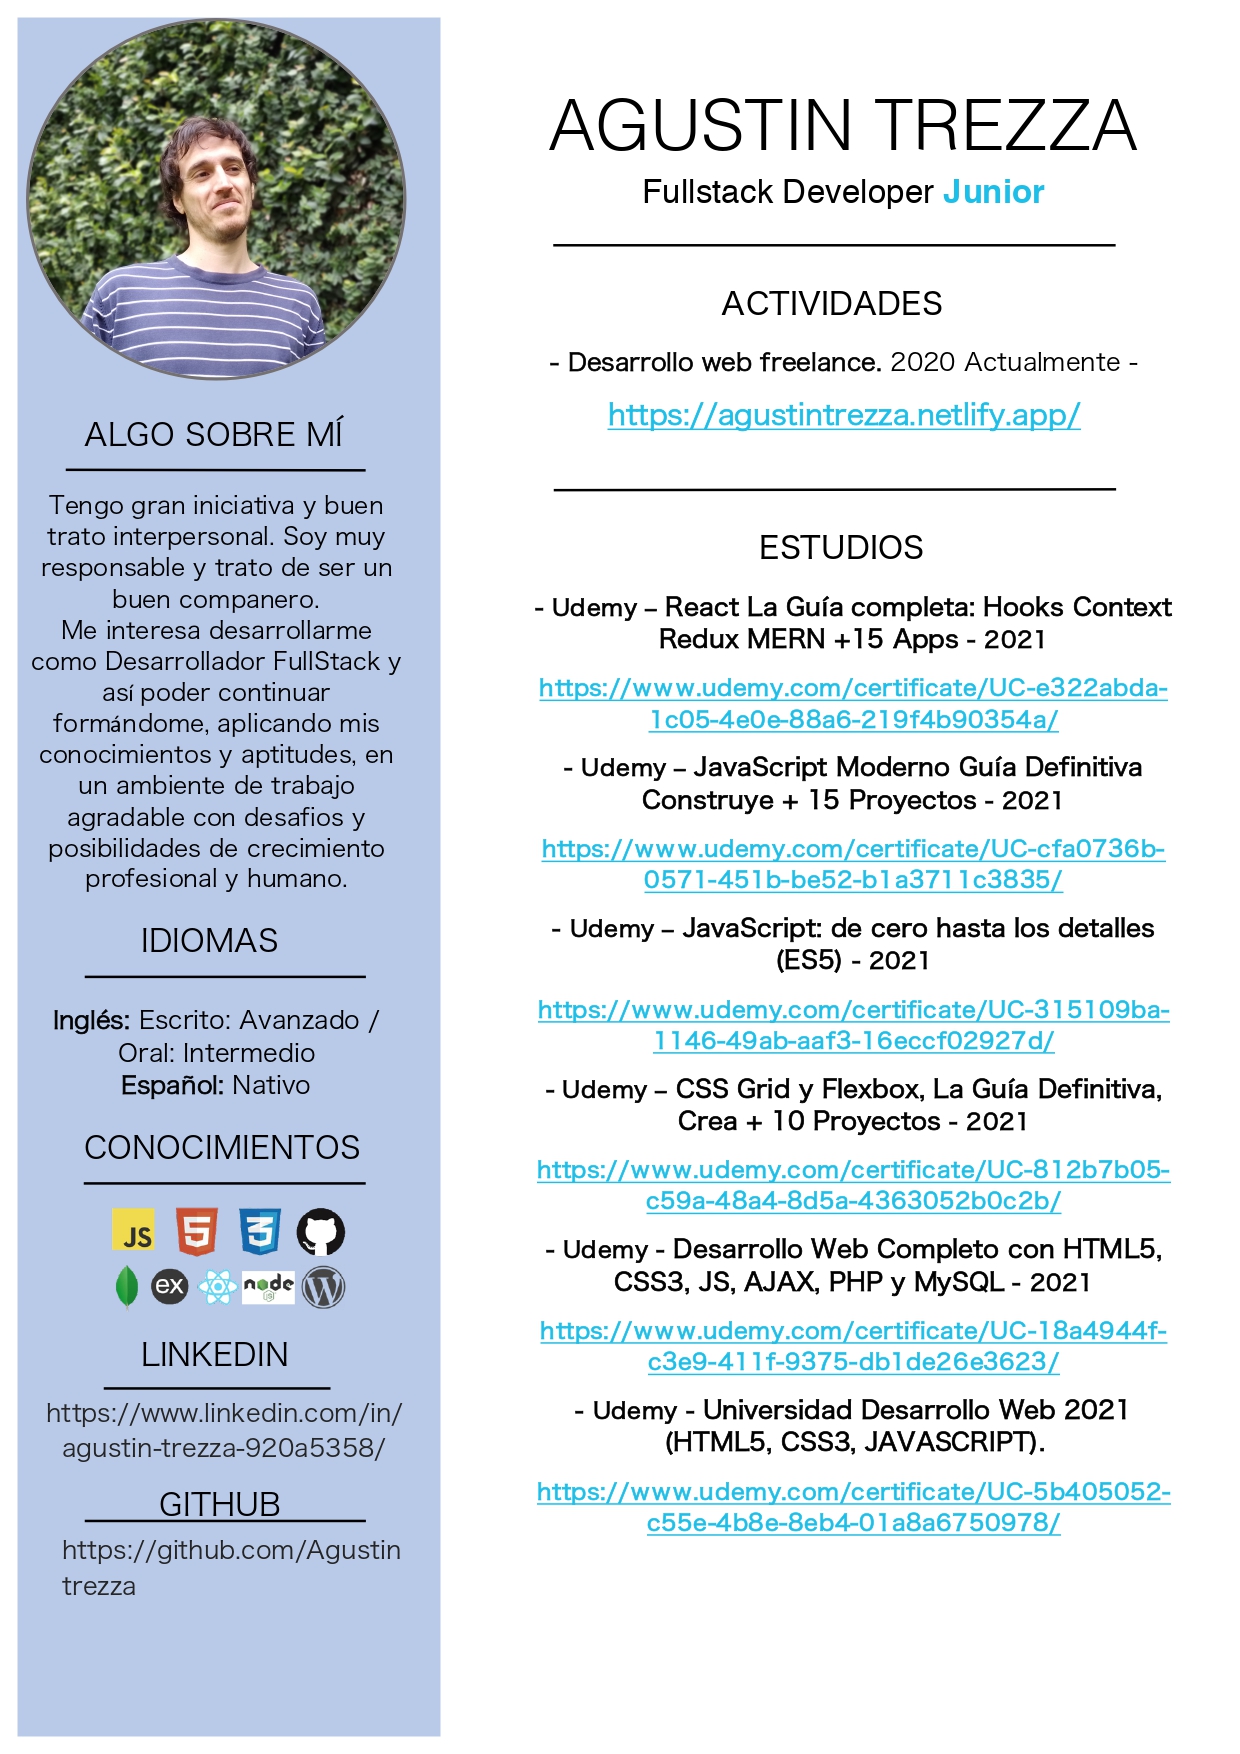 AGUSTIN TREZZA
Fullstack Developer Junior
ACTIVIDADES
- Desarrollo web freelance. 2020 Actualmente -
https://agustintrezza.netlify.app/
ESTUDIOS
- Udemy – React La Guía completa: Hooks Context
Redux MERN +15 Apps - 2021
https://www.udemy.com/certificate/UC-e322abda-
1c05-4e0e-88a6-219f4b90354a/
- Udemy – JavaScript Moderno Guía Definitiva
Construye + 15 Proyectos - 2021
https://www.udemy.com/certificate/UC-cfa0736b-
0571-451b-be52-b1a3711c3835/
- Udemy – JavaScript: de cero hasta los detalles
(ES5) - 2021
https://www.udemy.com/certificate/UC-315109ba-
1146-49ab-aaf3-16eccf02927d/
- Udemy – CSS Grid y Flexbox, La Guía Definitiva,
Crea + 10 Proyectos - 2021
https://www.udemy.com/certificate/UC-812b7b05-
c59a-48a4-8d5a-4363052b0c2b/
- Udemy - Desarrollo Web Completo con HTML5,
CSS3, JS, AJAX, PHP y MySQL - 2021
https://www.udemy.com/certificate/UC-18a4944f-
c3e9-411f-9375-db1de26e3623/
- Udemy - Universidad Desarrollo Web 2021
(HTML5, CSS3, JAVASCRIPT).
https://www.udemy.com/certificate/UC-5b405052-
c55e-4b8e-8eb4-01a8a6750978/
ALGO SOBRE MÍ
Tengo gran iniciativa y buen
trato interpersonal. Soy muy
responsable y trato de ser un
buen companero.
Me interesa desarrollarme
como Desarrollador FullStack y
así poder continuar
formándome, aplicando mis
conocimientos y aptitudes, en
un ambiente de trabajo
agradable con desafios y
posibilidades de crecimiento
profesional y humano.
IDIOMAS
Inglés: Escrito: Avanzado /
Oral: Intermedio
Español: Nativo
CONOCIMIENTOS
JS 5 3
ex node JS W
LINKEDIN
https://www.linkedin.com/in/
agustin-trezza-920a5358/
GITHUB
https://github.com/Agustin
trezza